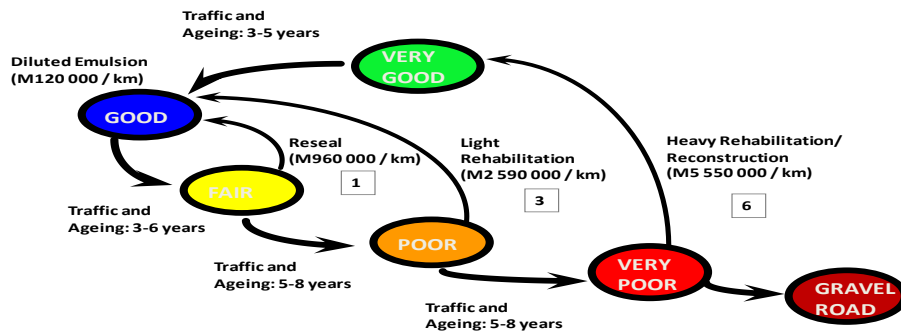 Traffic and
Ageing: 3-5 years
Diluted Emulsion
(M120 000 / km)
VERY
GOOD
GOOD
Reseal
(M960 000 / km)
1
Light
Rehabilitation
(M2 590 000 / km)
3
Heavy Rehabilitation/
Reconstruction
(M5 550 000 / km)
6
FAIR
Traffic and
Ageing: 3-6 years
POOR
Traffic and
Ageing: 5-8 years
VERY
POOR
Traffic and
Ageing: 5-8 years
GRAVEL
ROAD